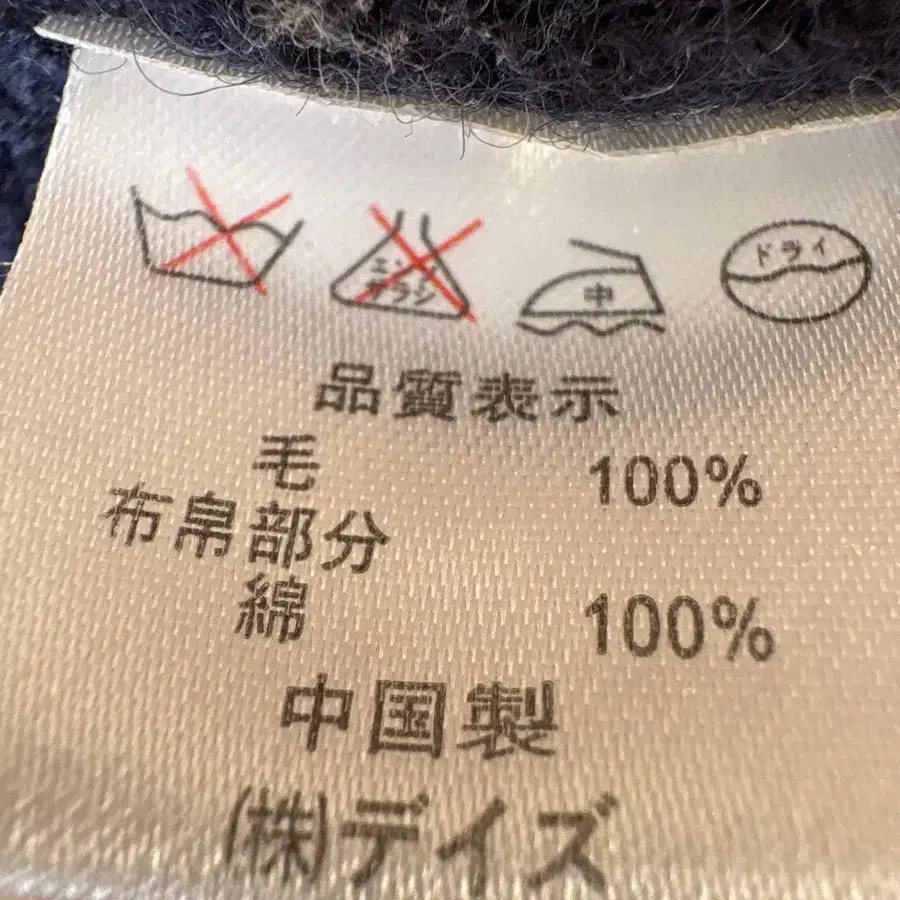 エンソ
サラシ
中
ドライ
品質表示
毛 100%
布帛部分
綿 100%
中国製
(株)デイズ